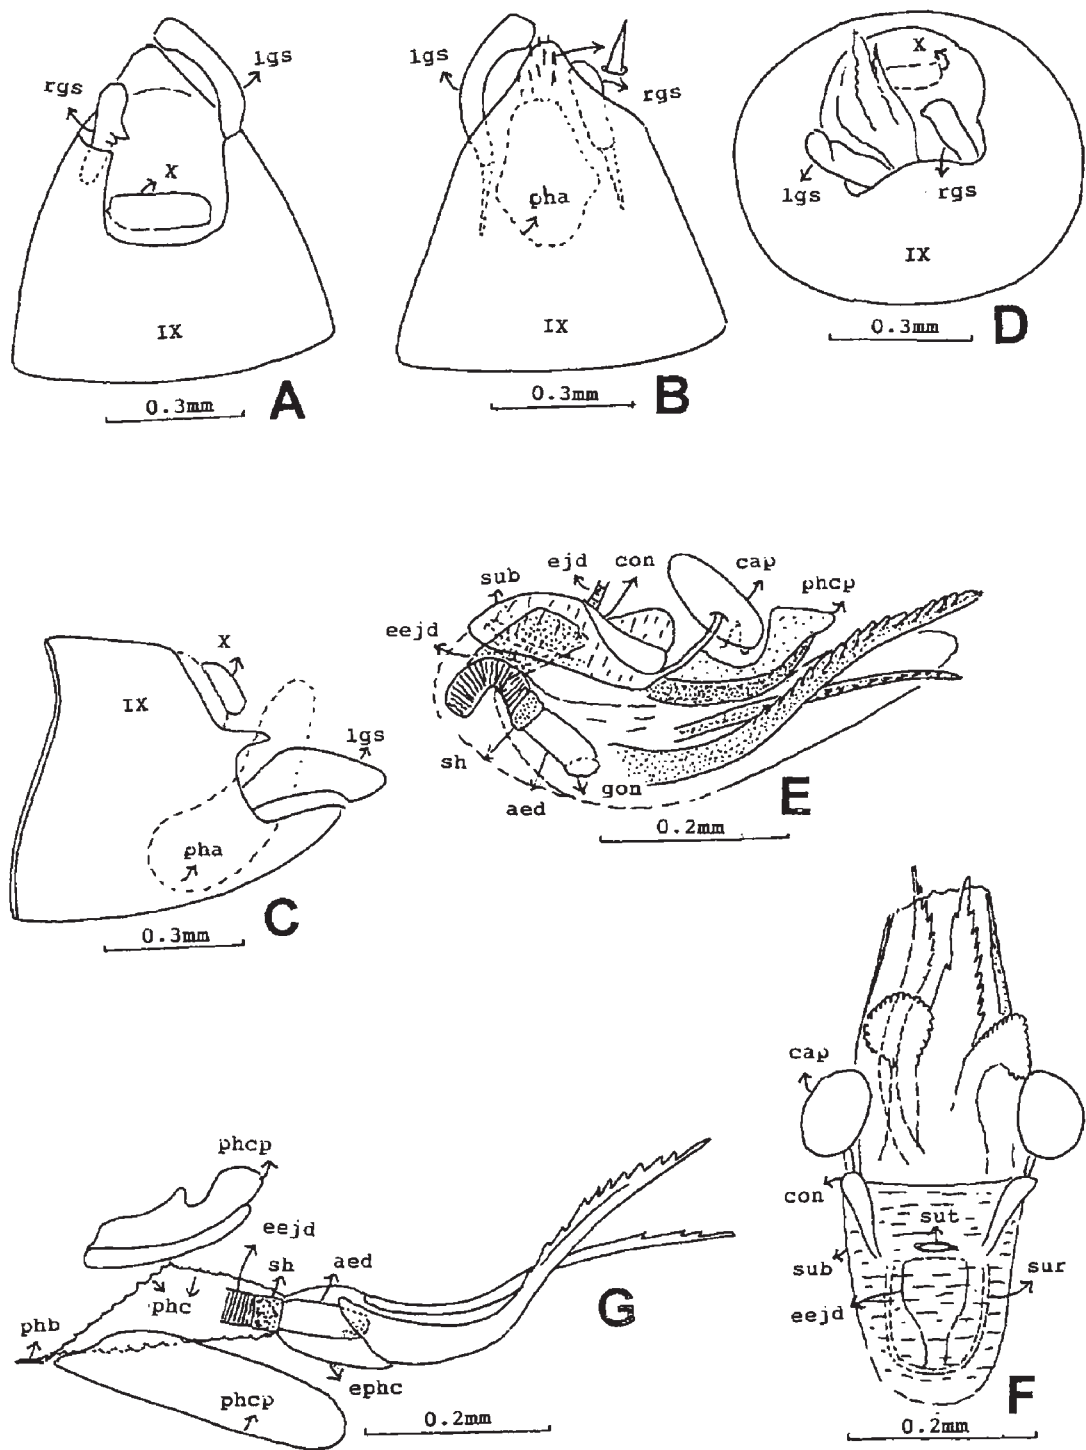 lgs
rgs
X
IX
0.3mm
A
lgs
rgs
pha
IX
0.3mm
B
X
lgs
rgs
IX
0.3mm
D
X
IX
lgs
pha
0.3mm
C
ejd
con
cap
sub
phcp
eejd
sh
aed
gon
0.2mm
E
cap
con
sut
sub
sur
eejd
0.2mm
F
phcp
eejd
sh
aed
phc
phb
ephc
phcp
0.2mm
G